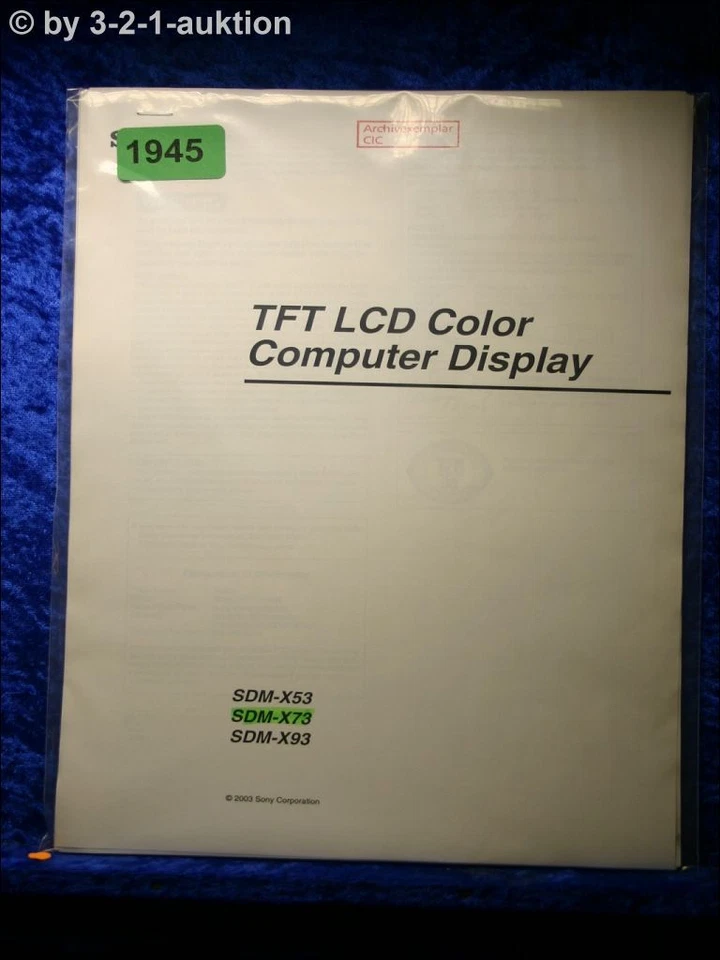 © by 3-2-1-auktion
Archivexemplar
CIC
1945
TFT LCD Color
Computer Display
SDM-X53
SDM-X73
SDM-X93
© 2003 Sony Corporation